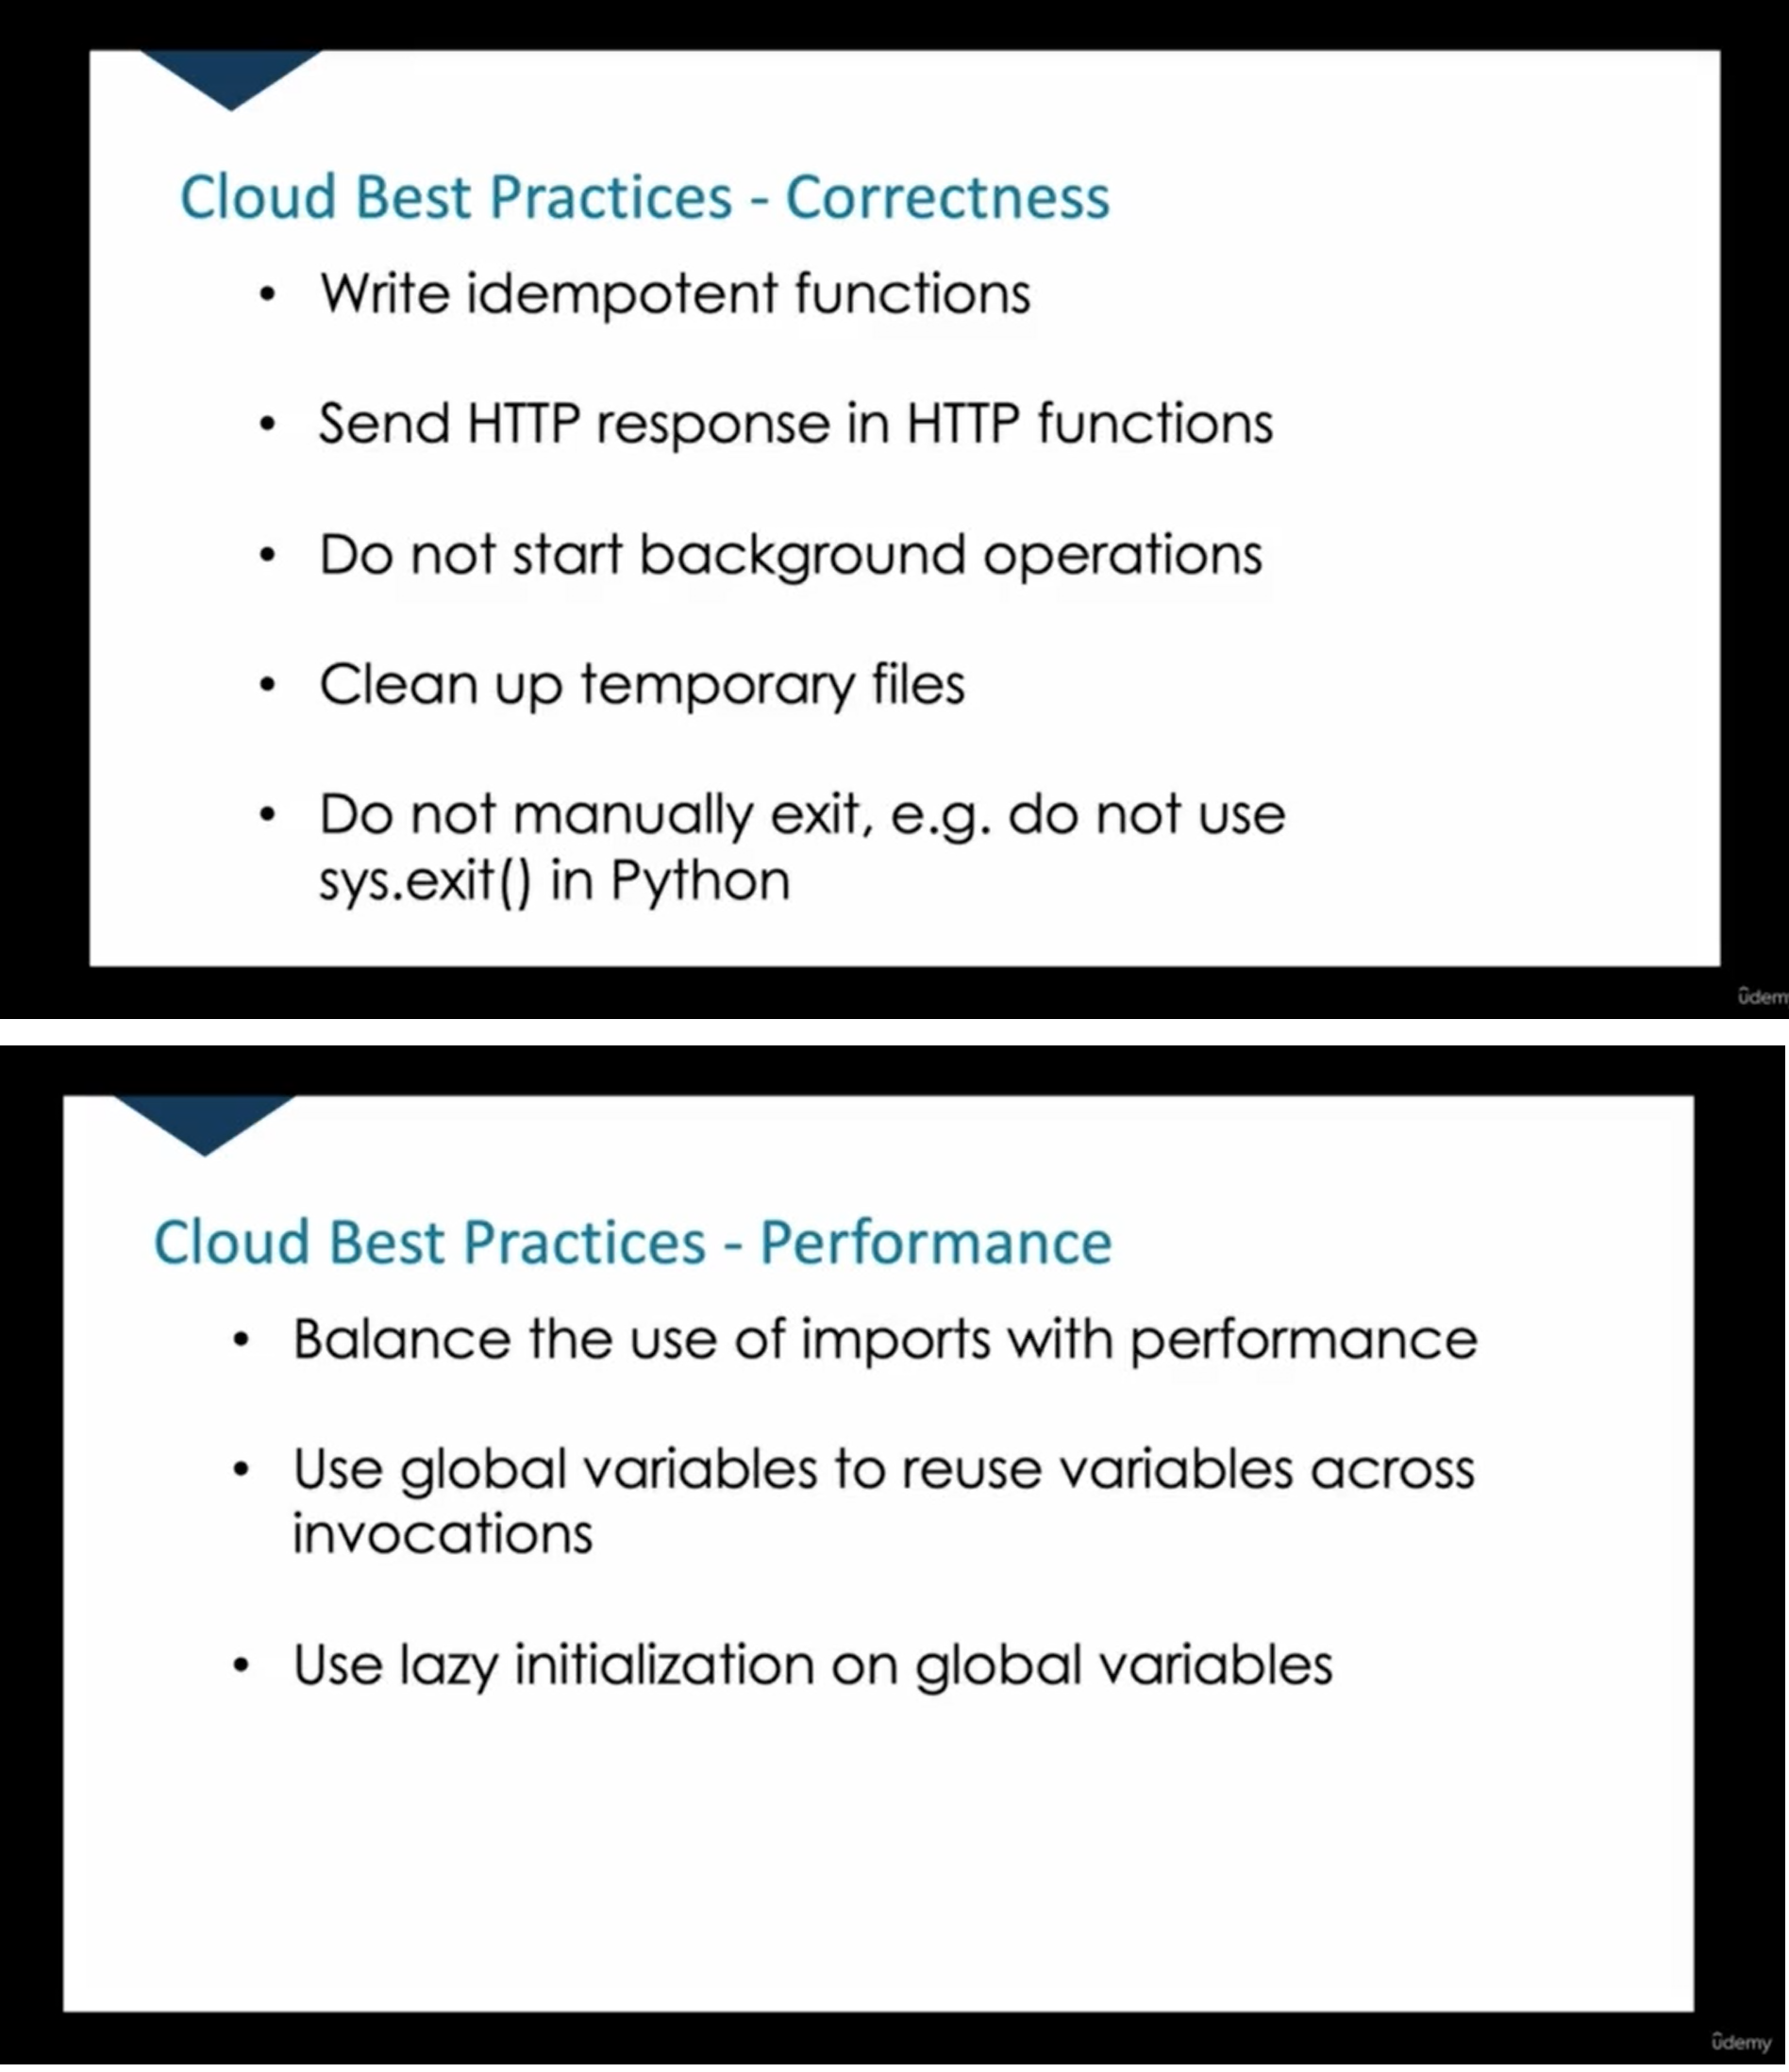 Cloud Best Practices - Correctness
• Write idempotent functions
• Send HTTP response in HTTP functions
• Do not start background operations
• Clean up temporary files
• Do not manually exit, e.g. do not use
sys.exit() in Python
ûdem
Cloud Best Practices - Performance
• Balance the use of imports with performance
• Use global variables to reuse variables across
invocations
• Use lazy initialization on global variables
ûdemy